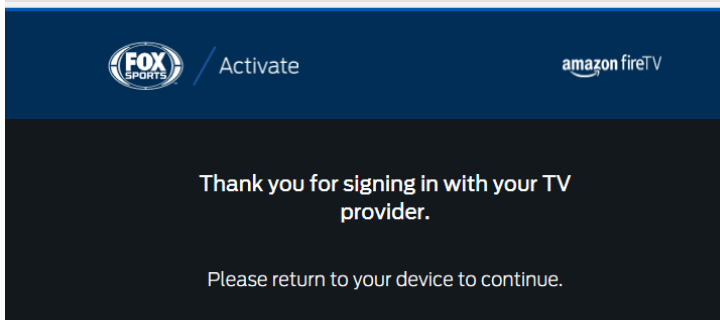 FOX
SPORTS
Activate
amazon fireTV
Thank you for signing in with your TV
provider.
Please return to your device to continue.